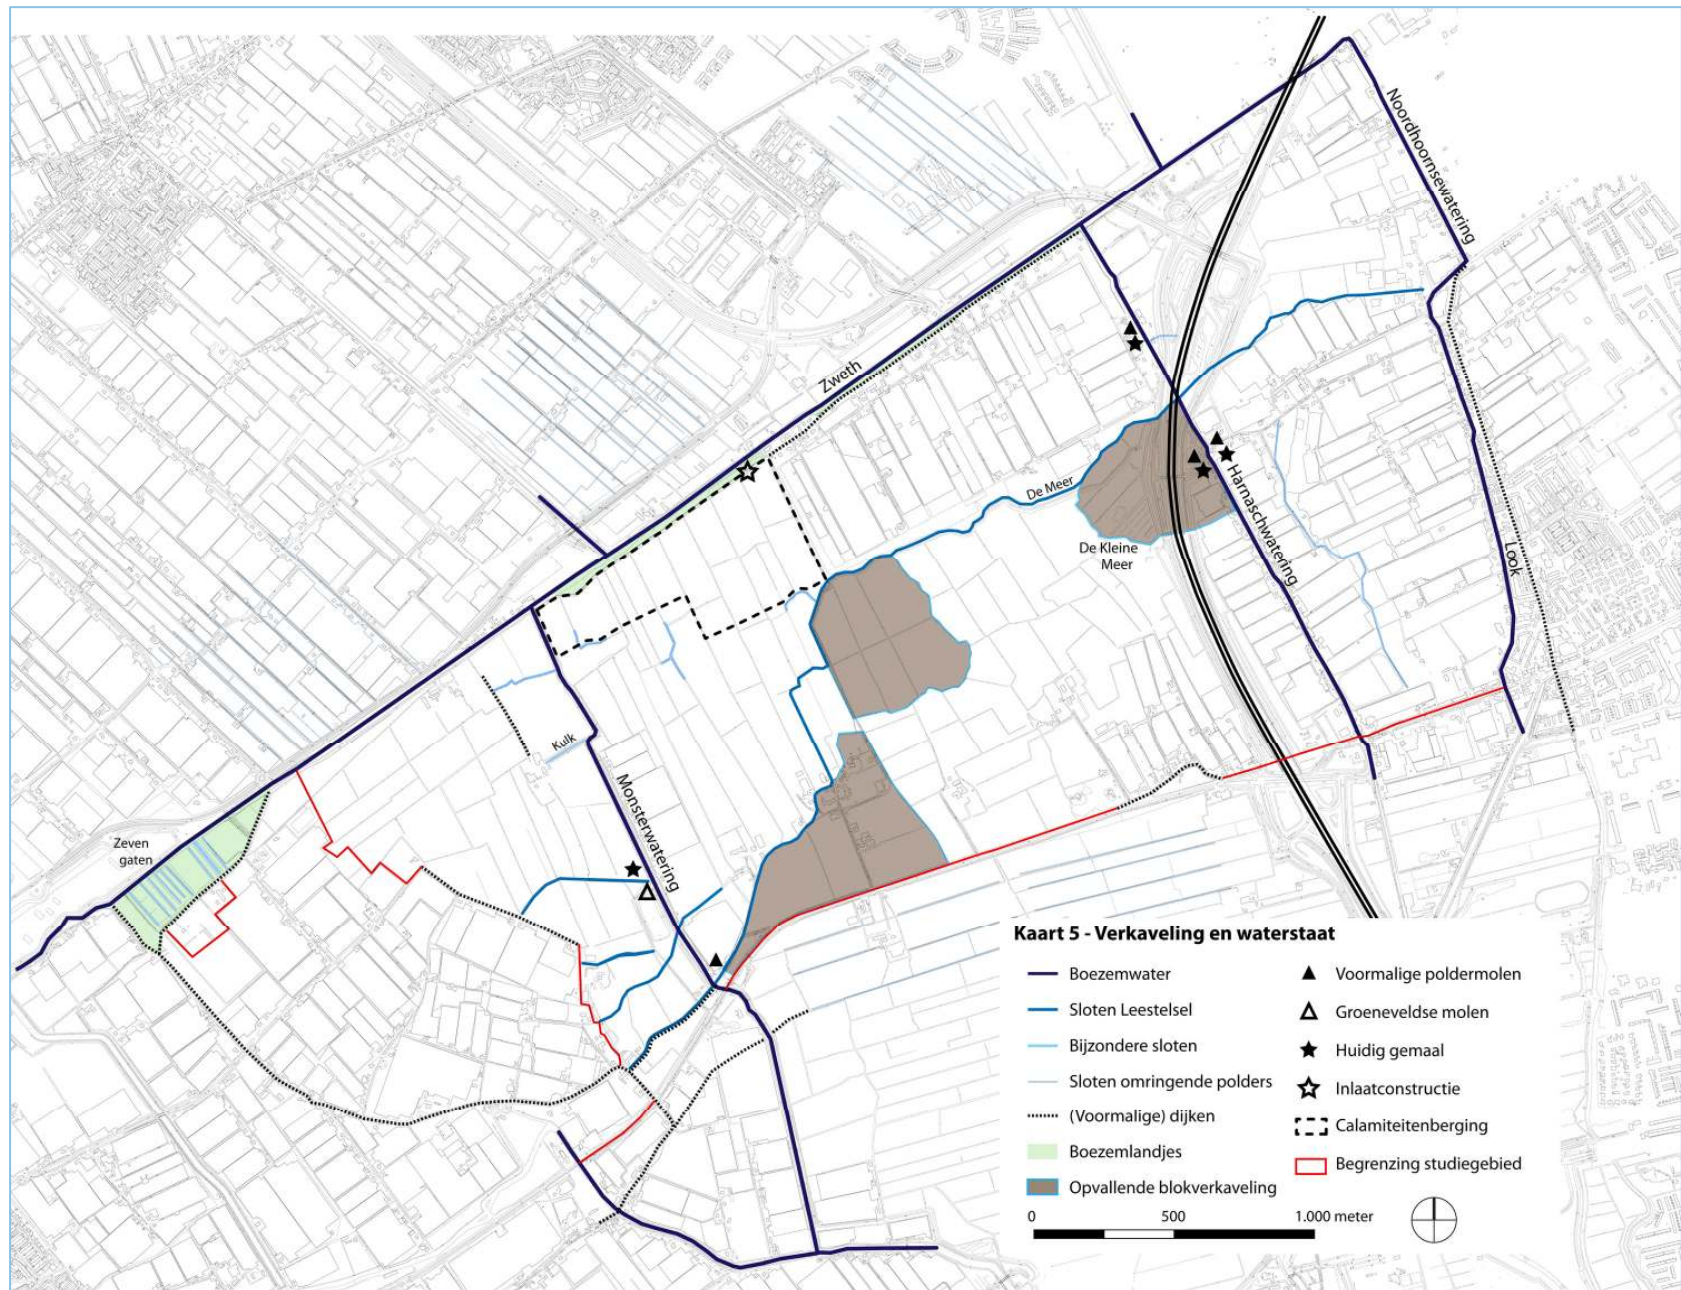 Noordhoornsewatering
Zweth
De Meer
Harnaschwatering
De Kleine
Meer
Look
Kulk
Monsterwatering
Zeven
gaten
Kaart 5 - Verkaveling en waterstaat
Boezemwater
Sloten Leestelsel
Bijzondere sloten
Sloten omringende polders
(Voormalige) dijken
Boezemlandjes
Opvallende blokverkaveling
Voormalige poldermolen
Groeneveldse molen
Huidig gemaal
Inlaatconstructie
Calamiteitenberging
Begrenzing studiegebied
0 500 1.000 meter